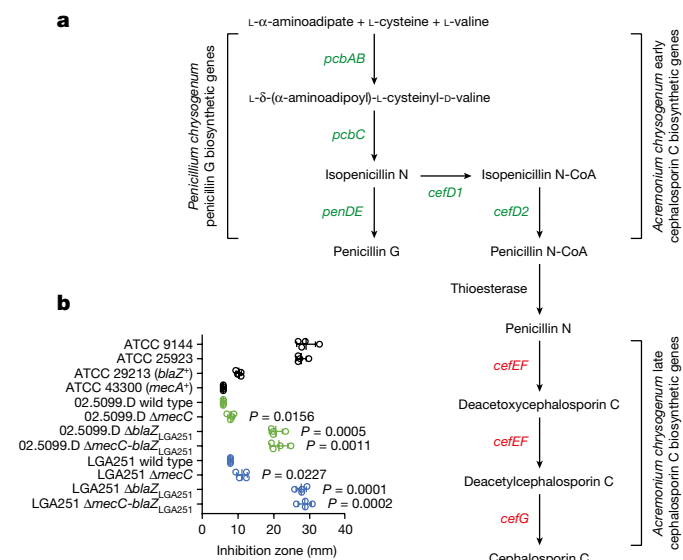 a
L-α-aminoadipate + L-cysteine + L-valine
pcbAB
L-δ-(α-aminoadipoyl)-L-cysteinyl-D-valine
pcbC
Isopenicillin N
Isopenicillin N-CoA
cefD1
penDE
cefD2
Penicillin G
Penicillin N-CoA
Penicillium chrysogenum
penicillin G biosynthetic genes
Acremonium chrysogenum early
cephalosporin C biosynthetic genes
Thioesterase
Penicillin N
cefEF
Deacetoxycephalosporin C
cefEF
Deacetylcephalosporin C
cefG
Cephalosporin C
Acremonium chrysogenum late
cephalosporin C biosynthetic genes
b
ATCC 9144
ATCC 25923
ATCC 29213 (blaZ+)
ATCC 43300 (mecA+)
02.5099.D wild type
02.5099.D ΔmecC P = 0.0156
02.5099.D ΔblaZLGA251 P = 0.0005
02.5099.D ΔmecC-blaZLGA251 P = 0.0011
LGA251 wild type
LGA251 ΔmecC P = 0.0227
LGA251 ΔblaZLGA251 P = 0.0001
LGA251 ΔmecC-blaZLGA251 P = 0.0002
0 10 20 30 40
Inhibition zone (mm)